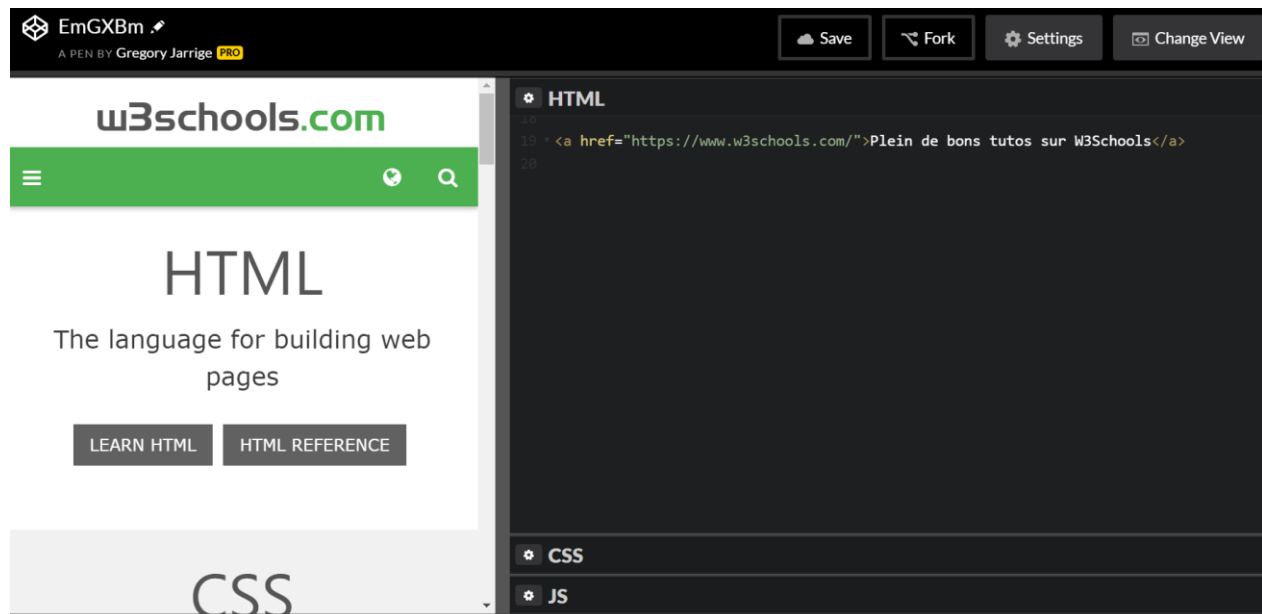 EmGXBm
A PEN BY Gregory Jarrige PRO
Save
Fork
Settings
Change View
w3schools.com
HTML
The language for building web
pages
LEARN HTML
HTML REFERENCE
CSS
HTML
18
19 <a href="https://www.w3schools.com/">Plein de bons tutos sur W3Schools</a>
20
CSS
JS